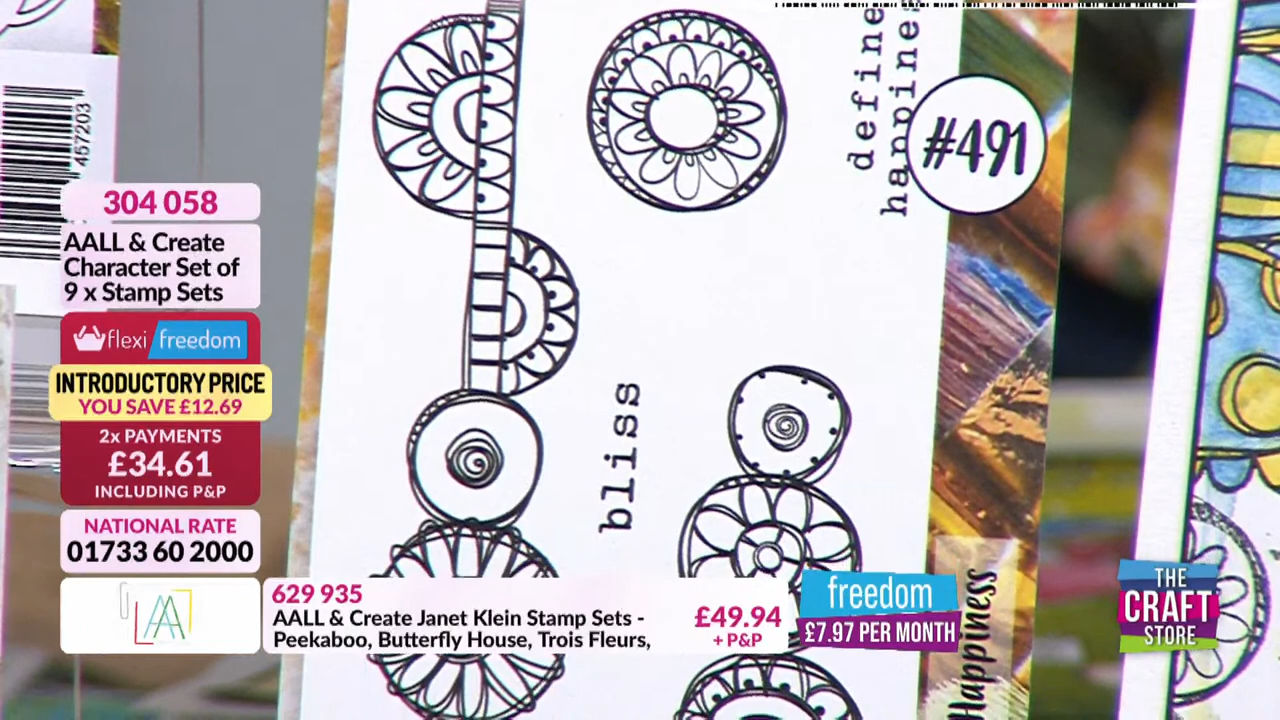 457203
304 058
AALL & Create
Character Set of
9 x Stamp Sets
flexi freedom
INTRODUCTORY PRICE
YOU SAVE £12.69
2x PAYMENTS
£34.61
INCLUDING P&P
NATIONAL RATE
01733 60 2000
define
#491
bliss
Happiness
629 935
AALL & Create Janet Klein Stamp Sets -
Peekaboo, Butterfly House, Trois Fleurs,
£49.94
+ P&P
freedom
£7.97 PER MONTH
THE
CRAFT
STORE